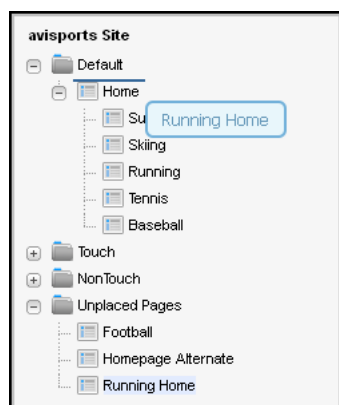 avisports Site
Default
Home
Su
Running Home
Skiing
Running
Tennis
Baseball
Touch
NonTouch
Unplaced Pages
Football
Homepage Alternate
Running Home